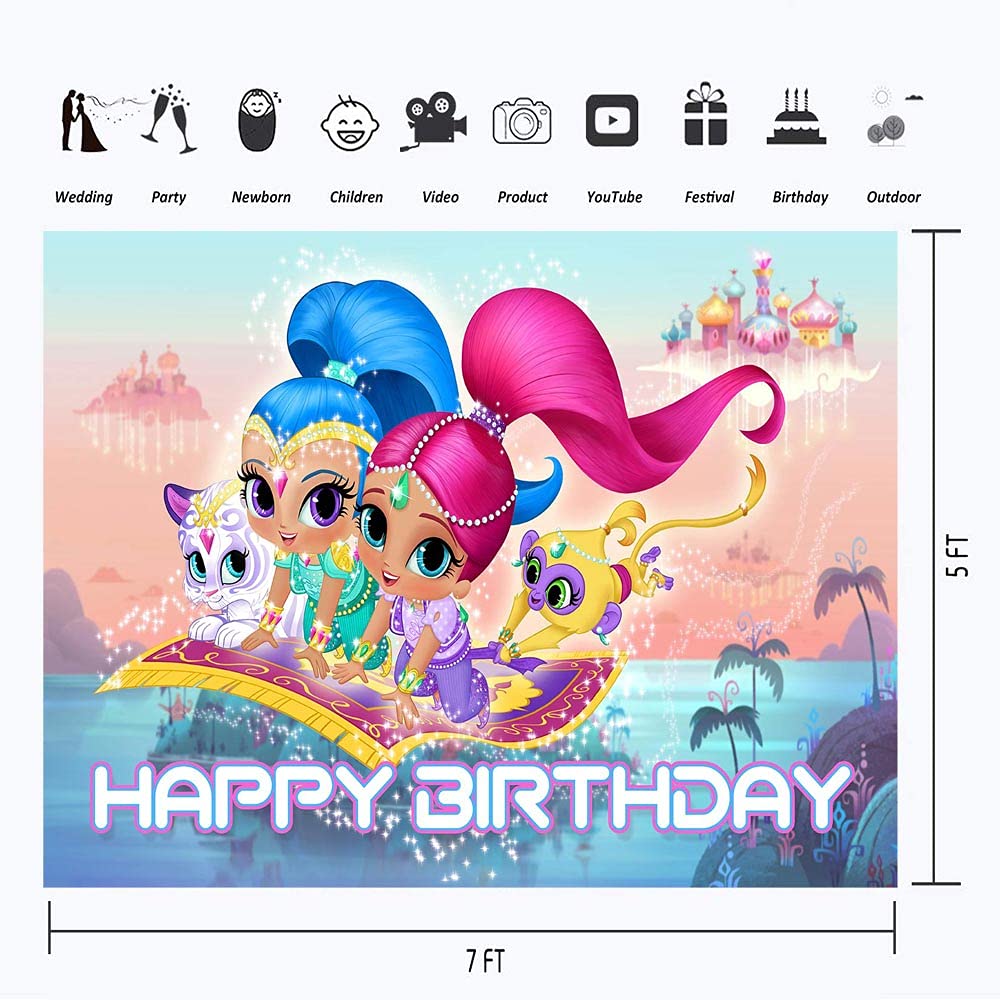 Wedding Party Newborn Children Video Product YouTube Festival Birthday Outdoor
5 FT
HAPPY BIRTHDAY
7 FT